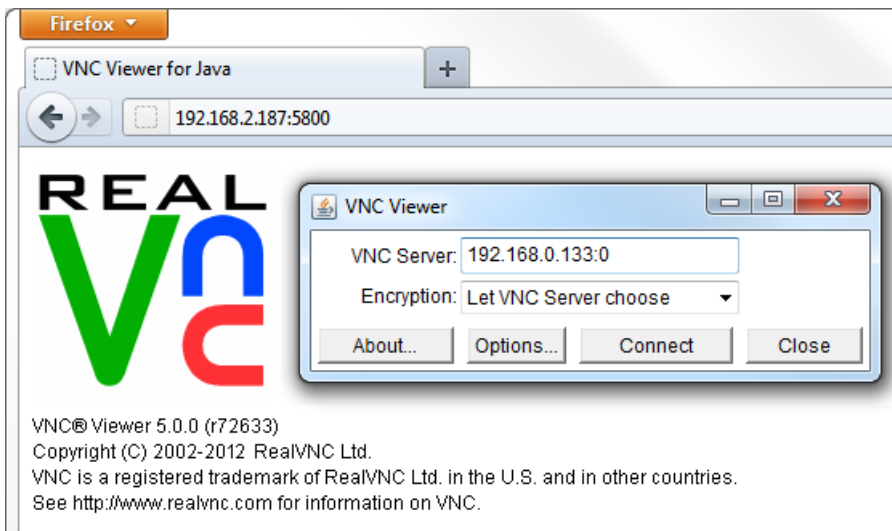 Firefox
VNC Viewer for Java
192.168.2.187:5800
REAL
Vnc
VNC Viewer
VNC Server: 192.168.0.133:0
Encryption: Let VNC Server choose
About... Options... Connect Close
VNC® Viewer 5.0.0 (r72633)
Copyright (C) 2002-2012 RealVNC Ltd.
VNC is a registered trademark of RealVNC Ltd. in the U.S. and in other countries.
See http://www.realvnc.com for information on VNC.